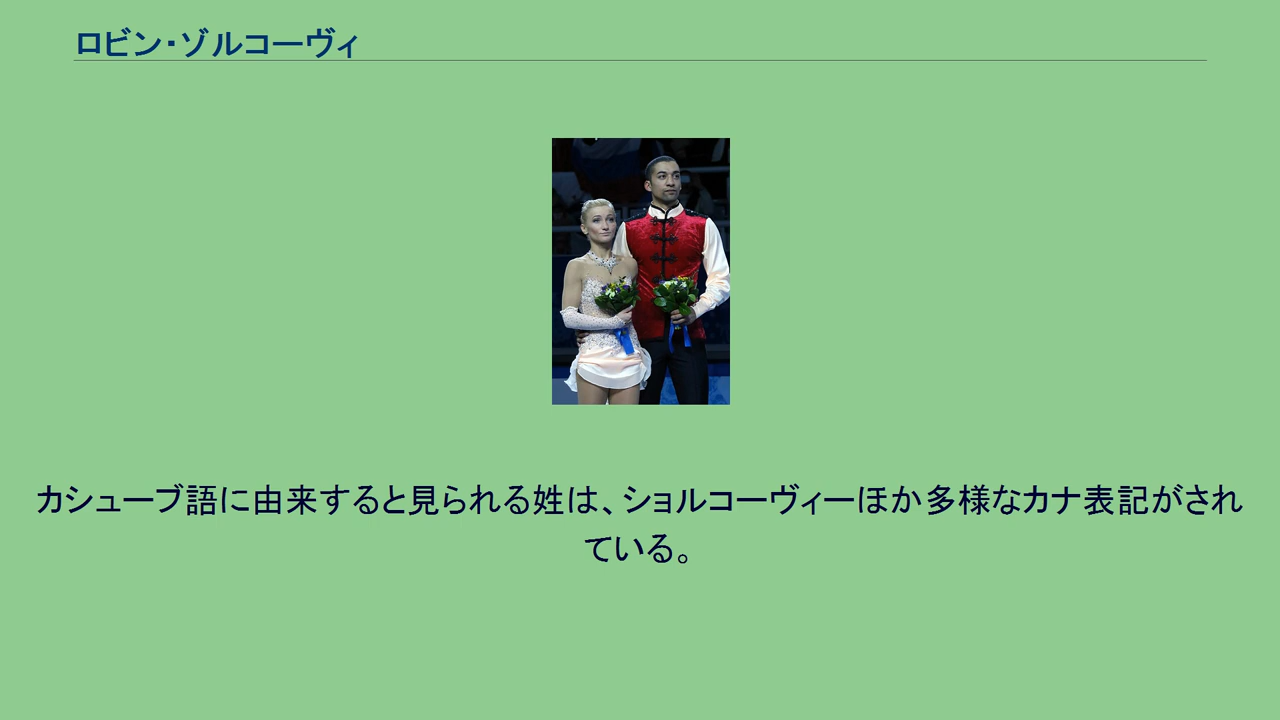 ロビン・ゾルコーヴィ
カシューブ語に由来すると見られる姓は、ショルコーヴィーほか多様なカナ表記がされ
ている。